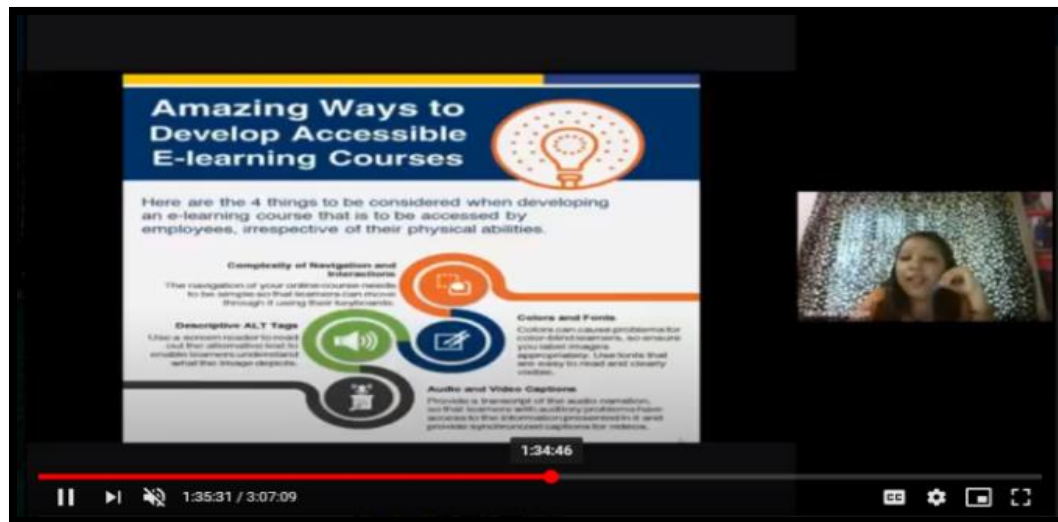 Amazing Ways to
Develop Accessible
E-learning Courses
Here are the 4 things to be considered when developing
an e-learning course that is to be accessed by
employees, irrespective of their physical abilities.
Complexity of Navigation and
Interactions
The navigation of your online course needs
to be simple so that learners can move
through it using their keyboards.
Descriptive ALT Tags
Use a screen reader to read
out the alternative text to
enable learners understand
what the image depicts.
Colors and Fonts
Colors can cause problems for
color-blind learners, so ensure
you label images
appropriately. Use fonts that
are easy to read and clearly
visible.
Audio and Video Captions
Provide a transcript of the audio narration,
so that learners with auditory problems have
access to the information presented in it and
provide synchronized captions for videos.
1:34:46
1:35:31 / 3:07:09
CC